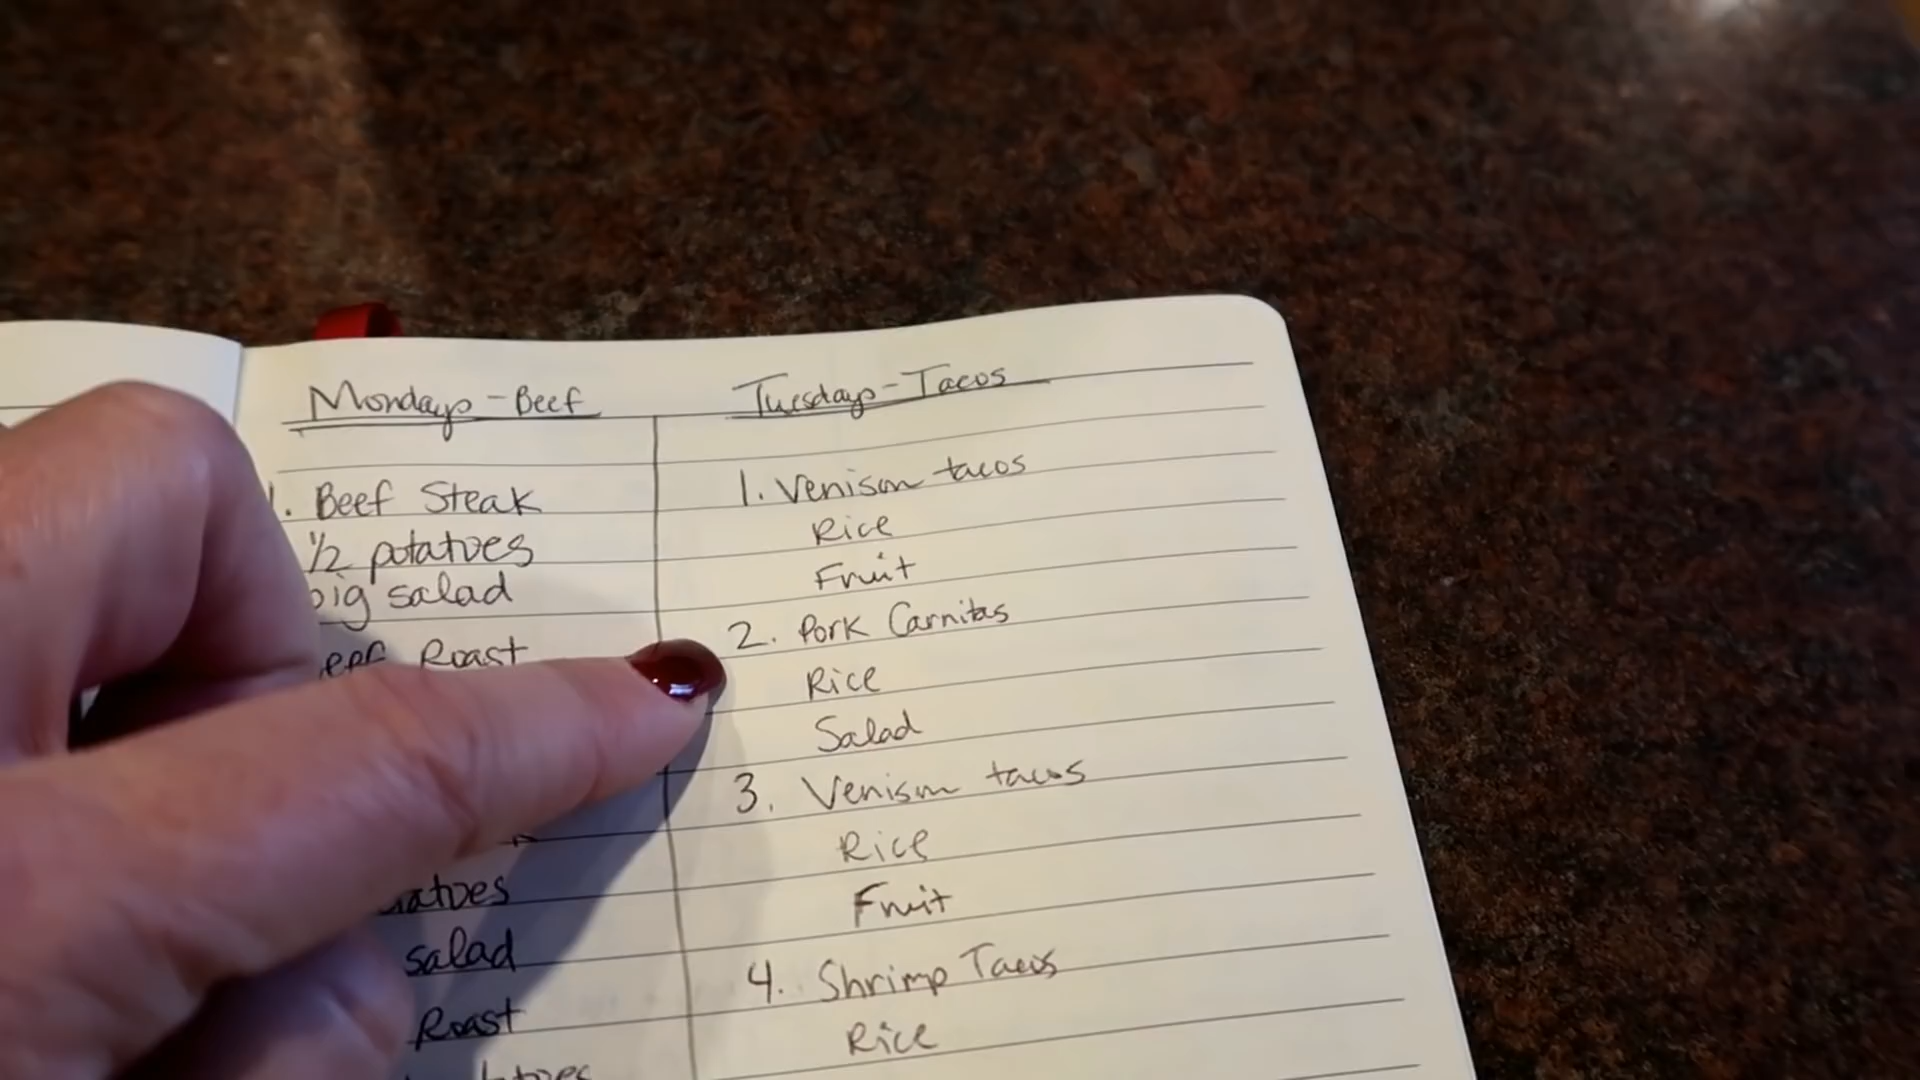 Mondays - Beef
1. Beef Steak
1/2 potatoes
big salad
Roast
salad
Roast
Tuesdays - Tacos
1. Venison tacos
Rice
Fruit
2. Pork Carnitas
Rice
Salad
3. Venison tacos
Rice
Fruit
4. Shrimp Tacos
Rice